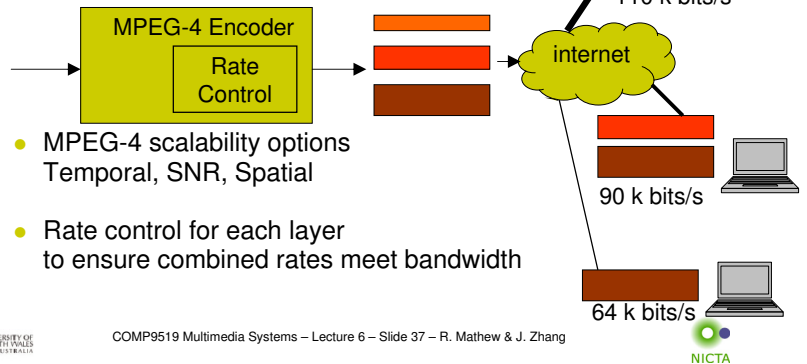 k bits/s
MPEG-4 Encoder
Rate
Control
internet
● MPEG-4 scalability options
Temporal, SNR, Spatial
90 k bits/s
● Rate control for each layer
to ensure combined rates meet bandwidth
64 k bits/s
COMP9519 Multimedia Systems – Lecture 6 – Slide 37 – R. Mathew & J. Zhang
NICTA